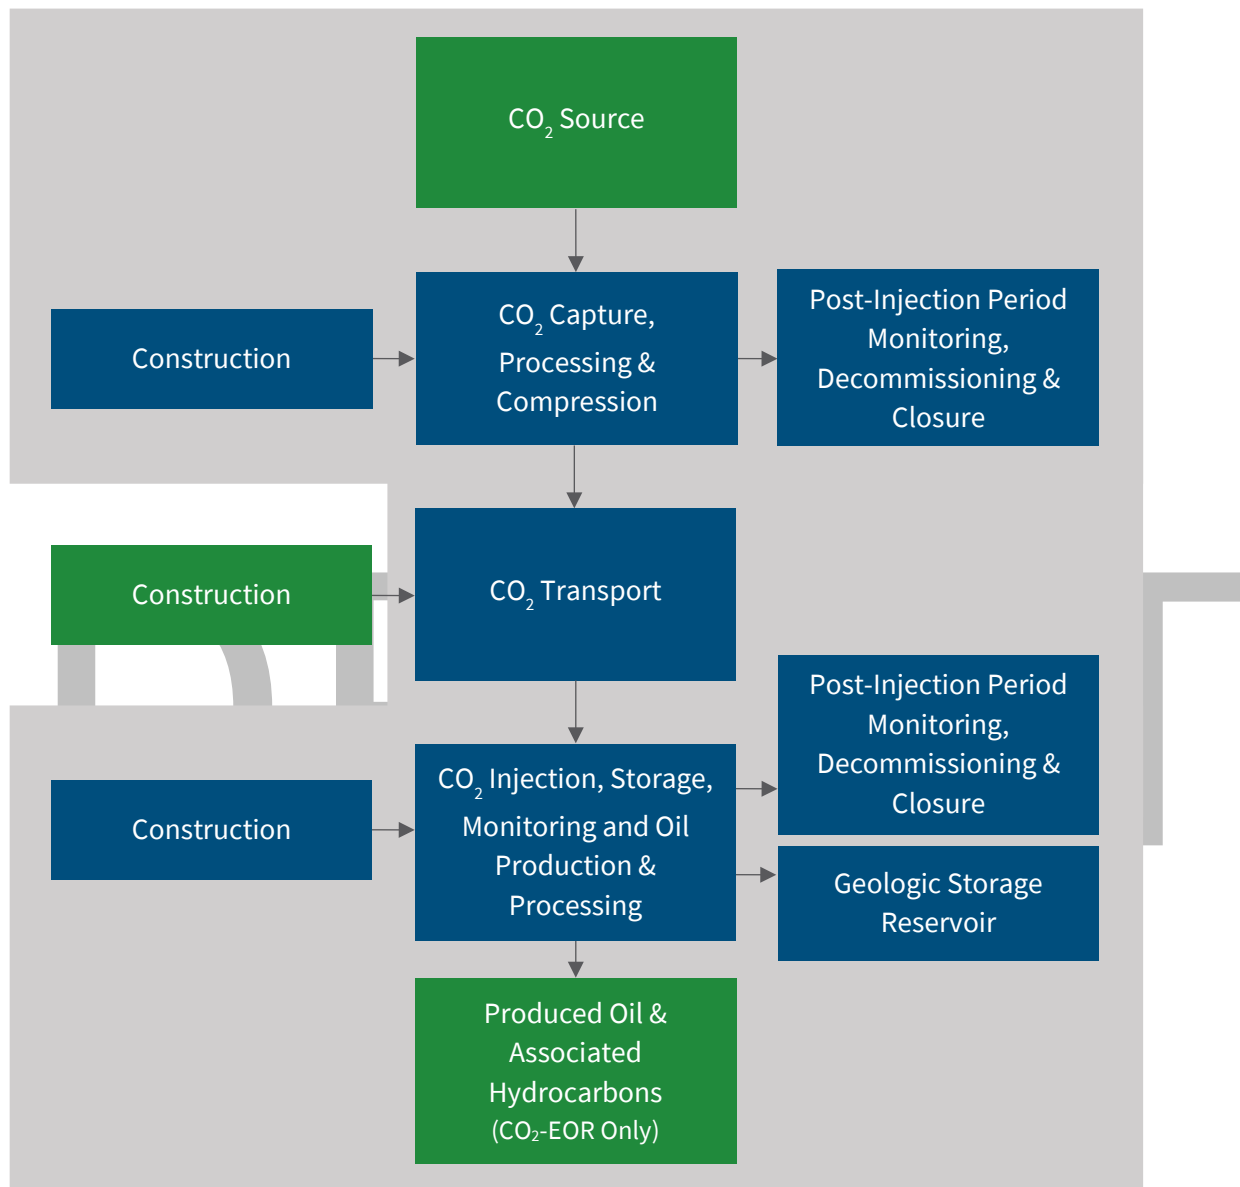 CO₂ Source
Construction
CO₂ Capture,
Processing &
Compression
Post-Injection Period
Monitoring,
Decommissioning &
Closure
Construction
CO₂ Transport
Construction
CO₂ Injection, Storage,
Monitoring and Oil
Production &
Processing
Post-Injection Period
Monitoring,
Decommissioning &
Closure
Geologic Storage
Reservoir
Produced Oil &
Associated
Hydrocarbons
(CO₂-EOR Only)